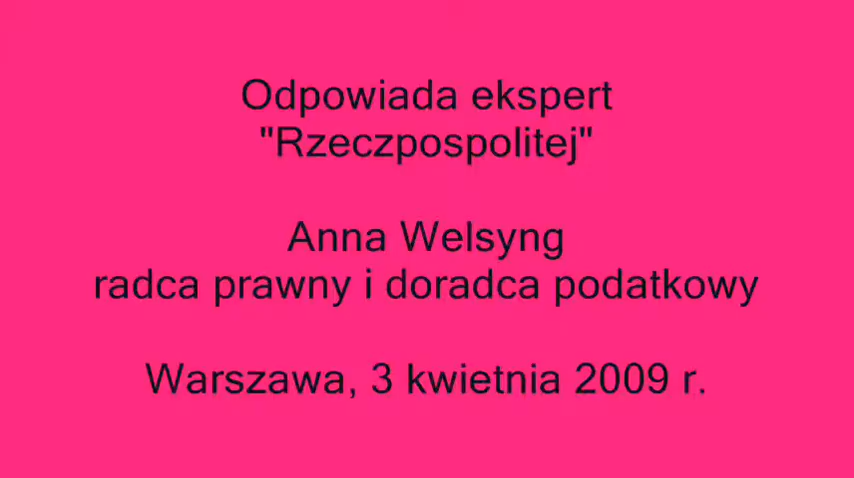 Odpowiada ekspert
"Rzeczpospolitej"
Anna Welsyng
radca prawny i doradca podatkowy
Warszawa, 3 kwietnia 2009 r.